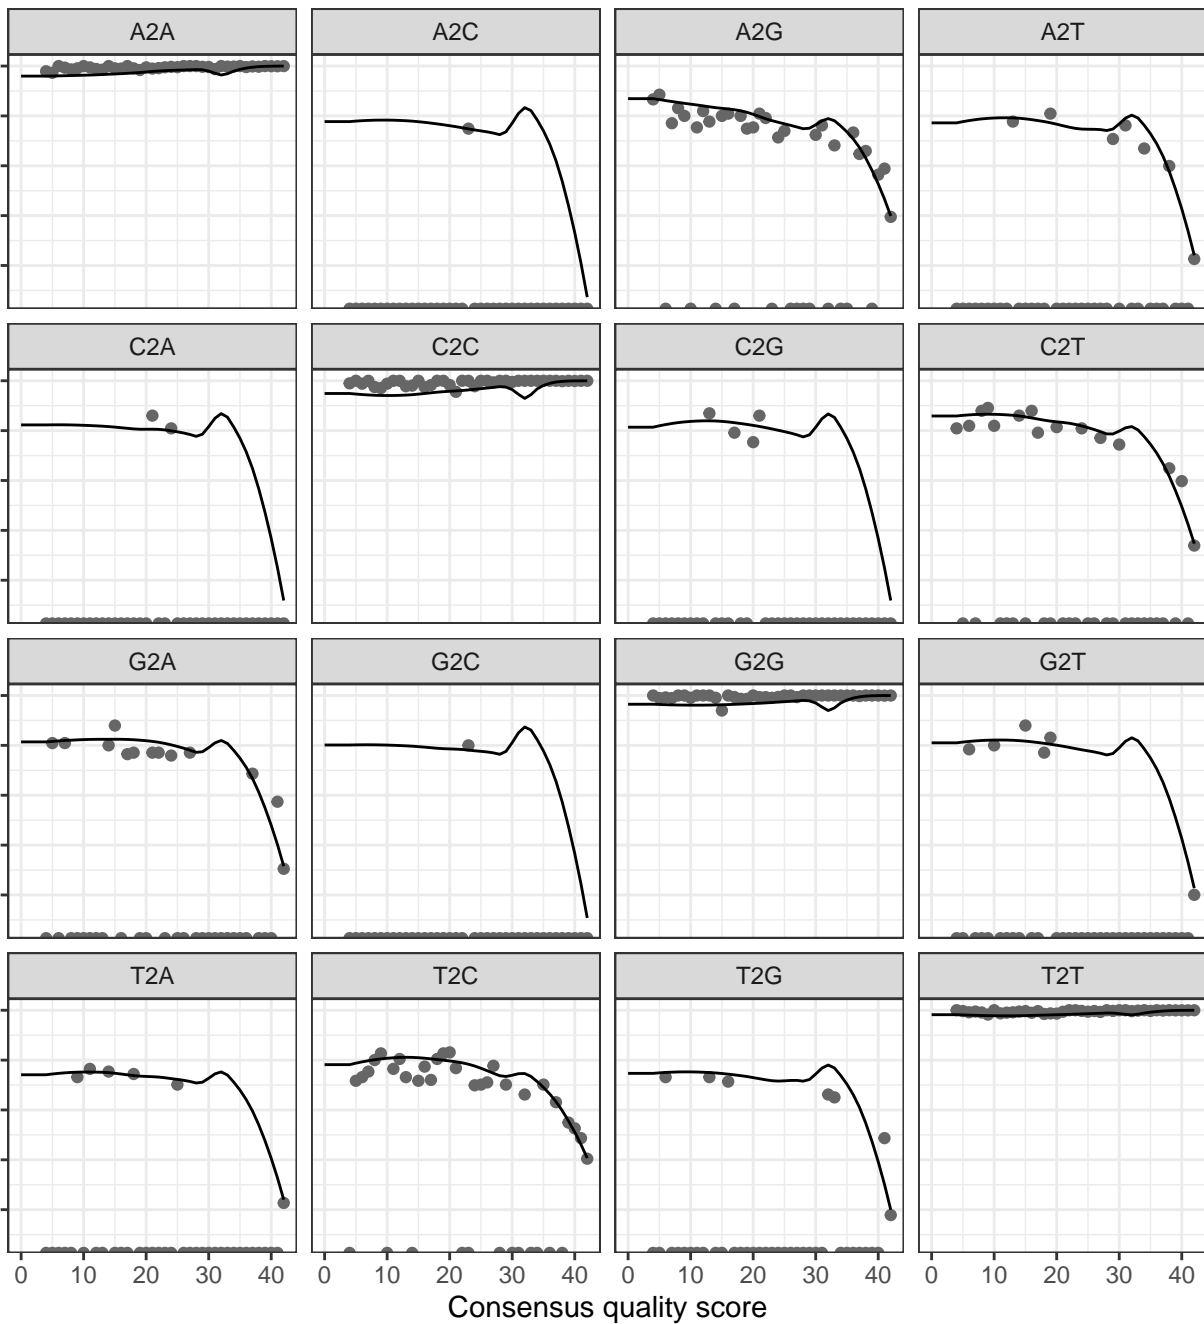 A2A A2C A2G A2T
C2A C2C C2G C2T
G2A G2C G2G G2T
T2A T2C T2G T2T
0 10 20 30 40 0 10 20 30 40 0 10 20 30 40 0 10 20 30 40
Consensus quality score